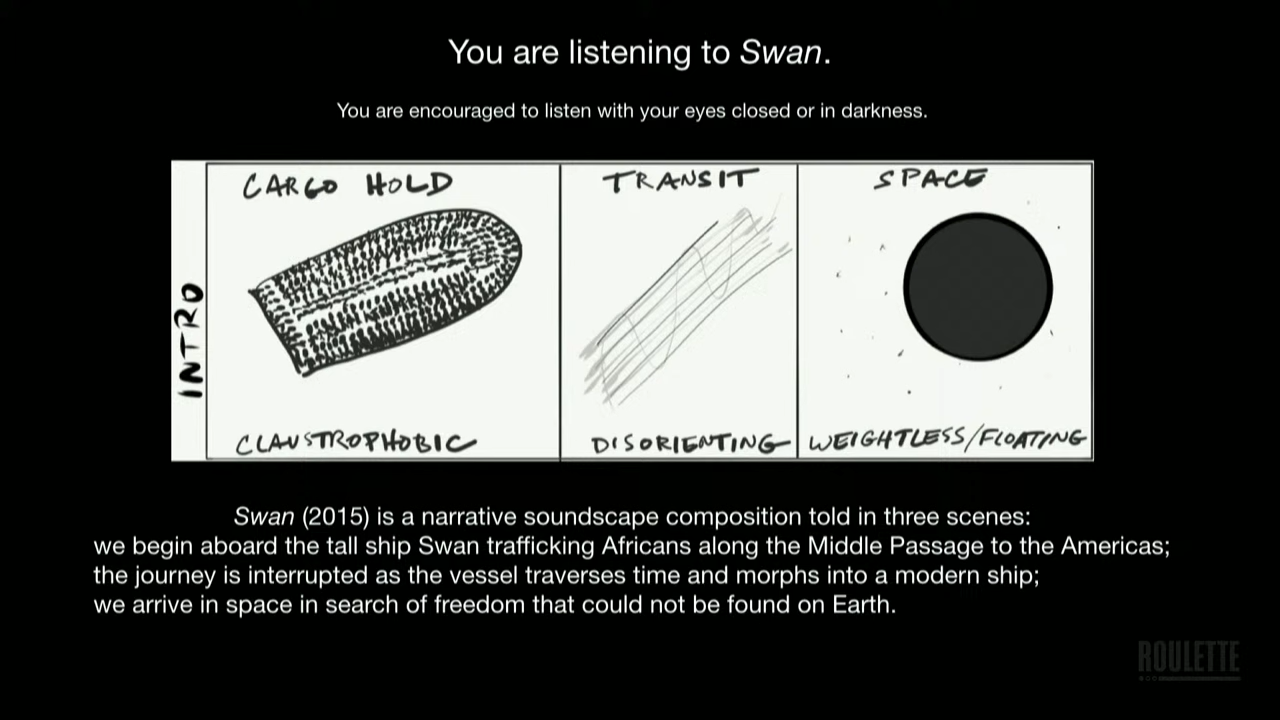 You are listening to Swan.
You are encouraged to listen with your eyes closed or in darkness.
INTRO
CARGO HOLD
TRANSIT
SPACE
CLAUSTROPHOBIC
DISORIENTING
WEIGHTLESS/FLOATING
Swan (2015) is a narrative soundscape composition told in three scenes:
we begin aboard the tall ship Swan trafficking Africans along the Middle Passage to the Americas;
the journey is interrupted as the vessel traverses time and morphs into a modern ship;
we arrive in space in search of freedom that could not be found on Earth.
ROULETTE